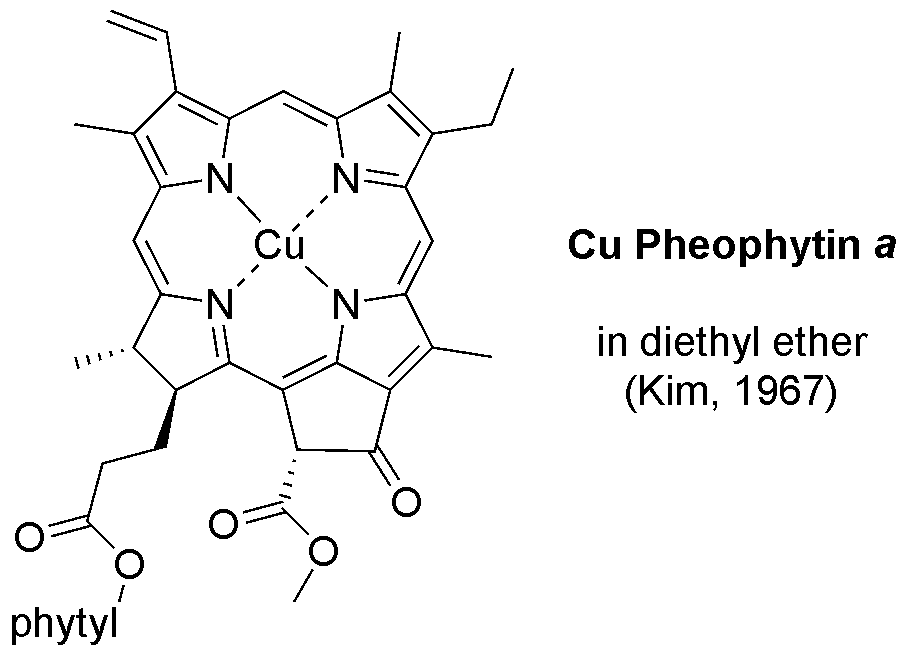 N
N
Cu
Cu Pheophytin a
N
N
in diethyl ether
(Kim, 1967)
O
O
O
O
O
phytyl